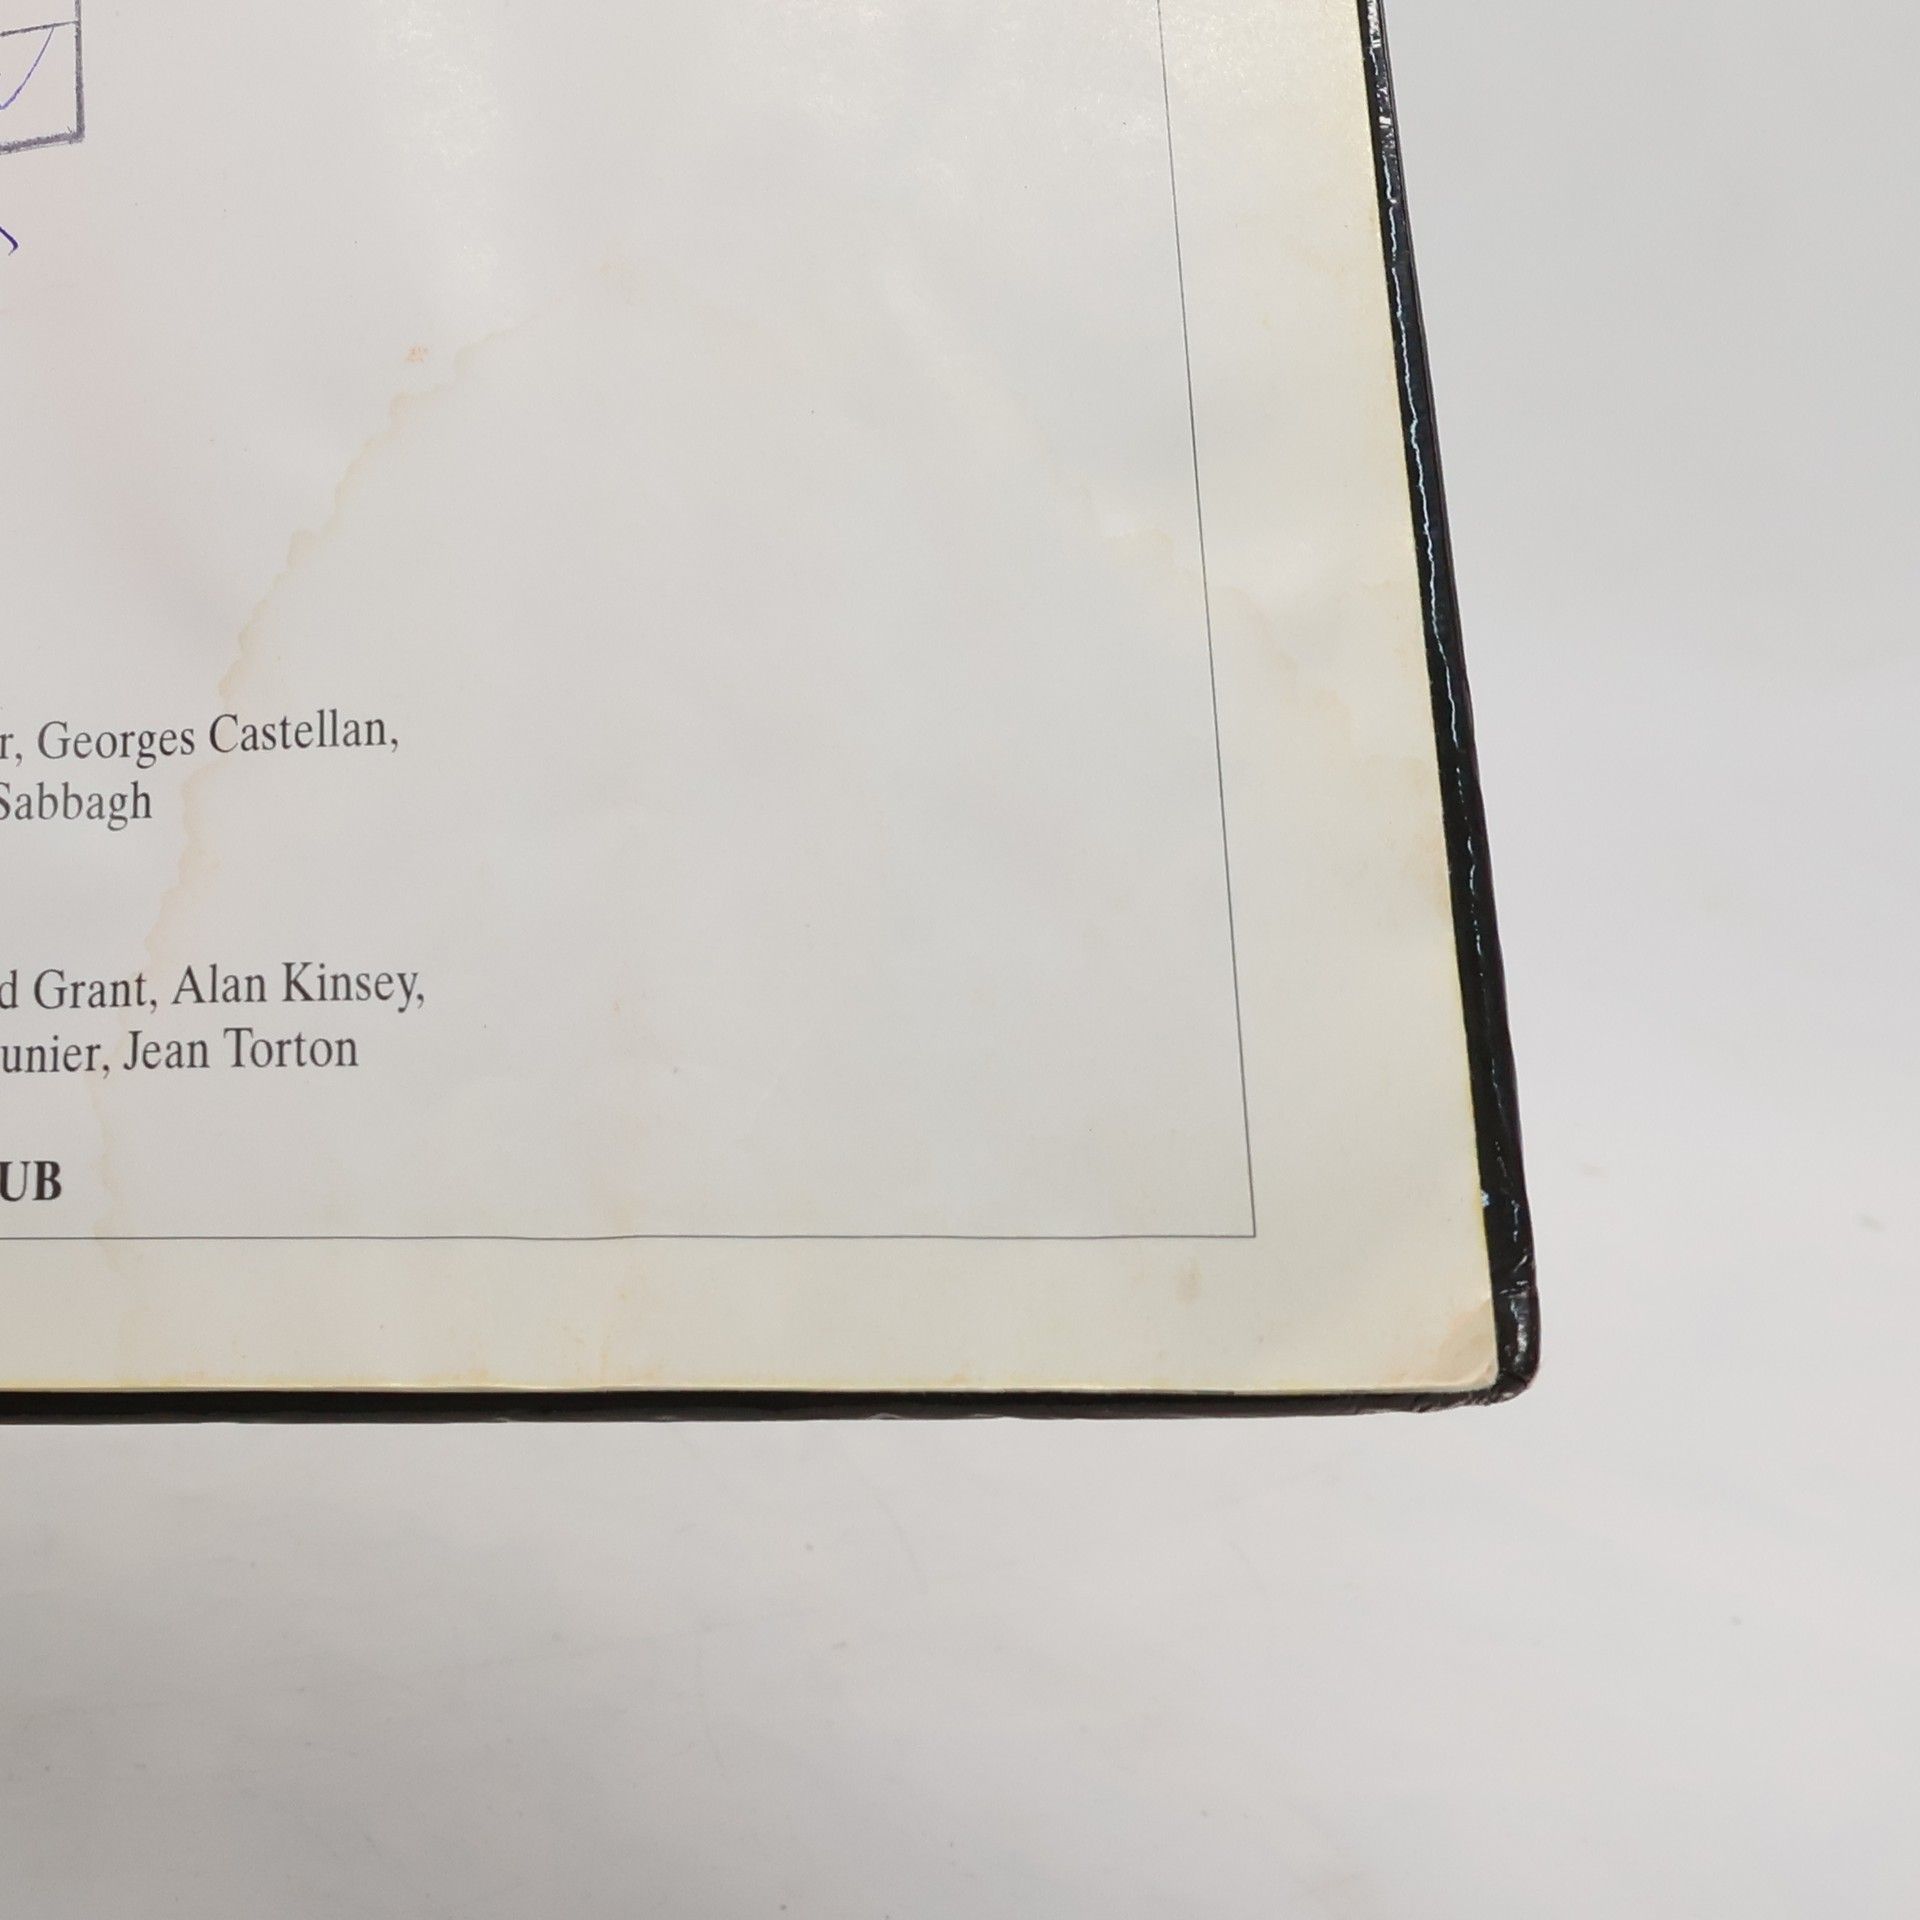 r, Georges Castellan,
Sabbagh
d Grant, Alan Kinsey,
unier, Jean Torton
UB